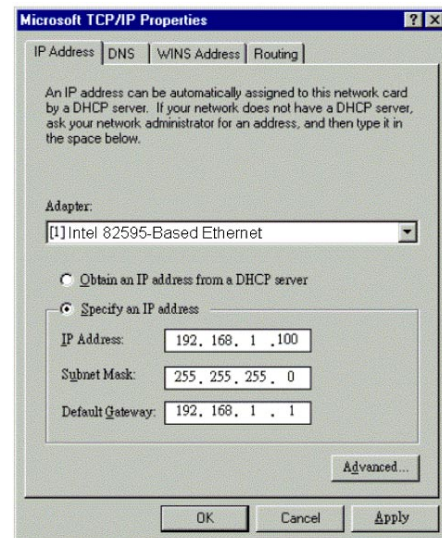 Microsoft TCP/IP Properties
IP Address DNS WINS Address Routing
An IP address can be automatically assigned to this network card
by a DHCP server. If your network does not have a DHCP server,
ask your network administrator for an address, and then type it in
the space below.
Adapter:
[1] Intel 82595-Based Ethernet
Obtain an IP address from a DHCP server
Specify an IP address
IP Address: 192. 168. 1 .100
Subnet Mask: 255. 255. 255. 0
Default Gateway: 192. 168. 1 . 1
Advanced...
OK Cancel Apply